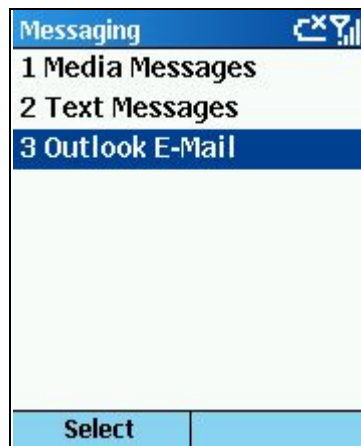 Messaging
1 Media Messages
2 Text Messages
3 Outlook E-Mail
Select